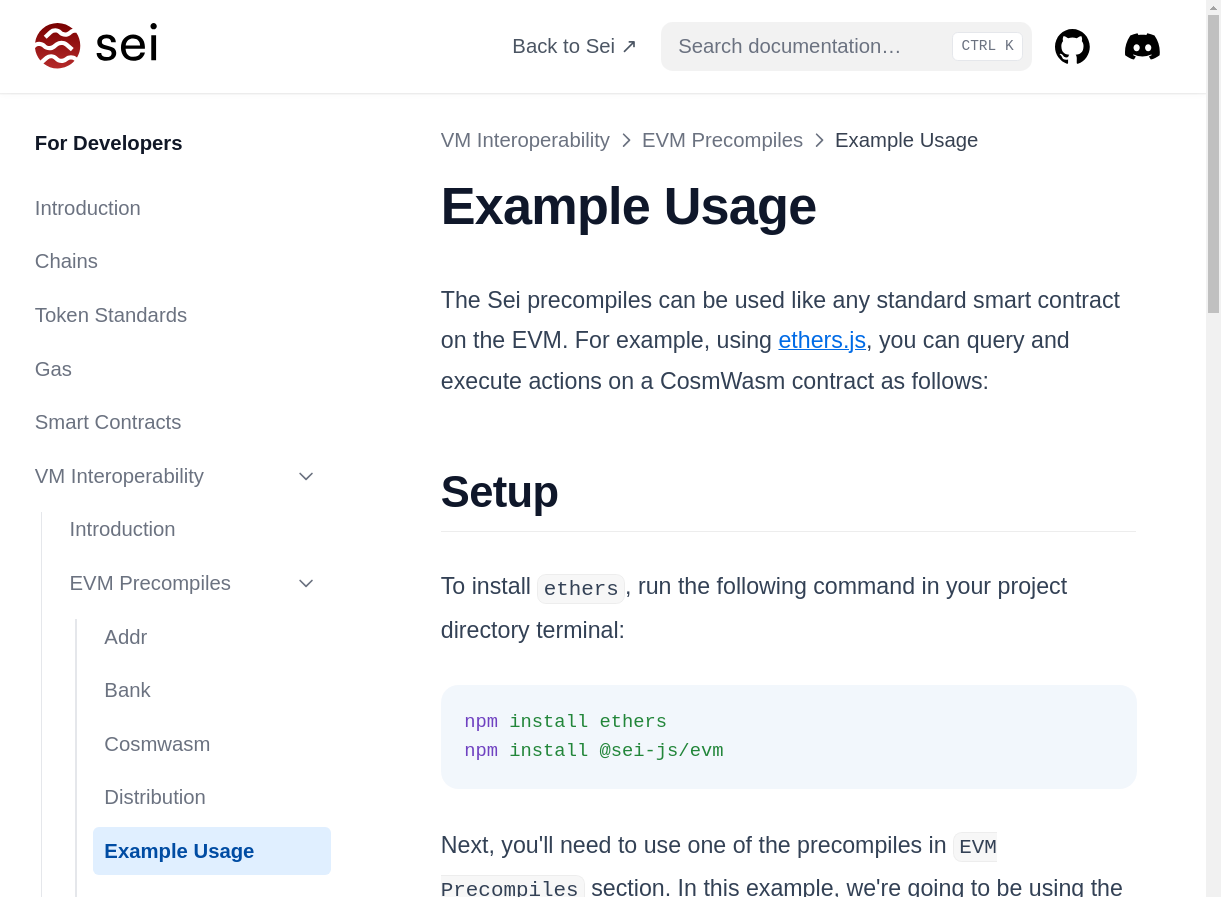 sei
Back to Sei ↗
Search documentation…
CTRL K
For Developers
Introduction
Chains
Token Standards
Gas
Smart Contracts
VM Interoperability
Introduction
EVM Precompiles
Addr
Bank
Cosmwasm
Distribution
Example Usage
VM Interoperability > EVM Precompiles > Example Usage
Example Usage
The Sei precompiles can be used like any standard smart contract
on the EVM. For example, using ethers.js, you can query and
execute actions on a CosmWasm contract as follows:
Setup
To install ethers, run the following command in your project
directory terminal:
npm install ethers
npm install @sei-js/evm
Next, you'll need to use one of the precompiles in EVM
Precompiles section. In this example, we're going to be using the